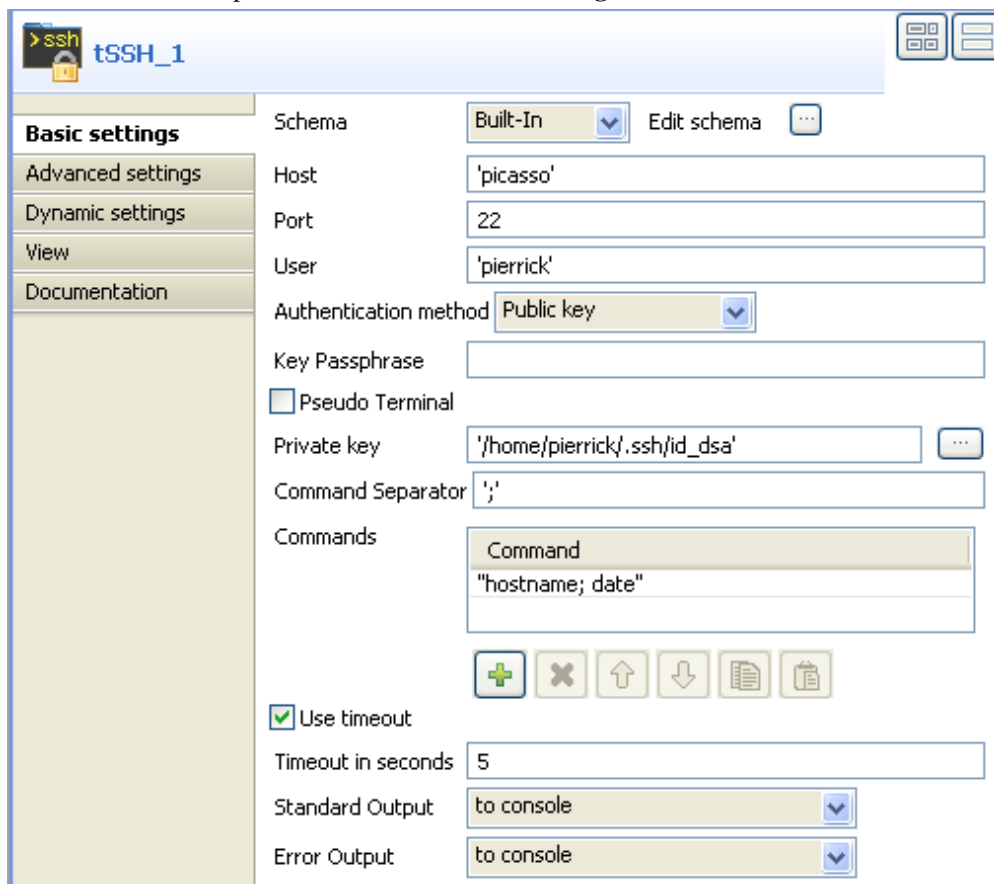 >ssh
tSSH_1
Basic settings
Advanced settings
Dynamic settings
View
Documentation
Schema Built-In Edit schema ...
Host 'picasso'
Port 22
User 'pierrick'
Authentication method Public key
Key Passphrase
Pseudo Terminal
Private key '/home/pierrick/.ssh/id_dsa' ...
Command Separator ';'
Commands
Command
"hostname; date"
Use timeout
Timeout in seconds 5
Standard Output to console
Error Output to console